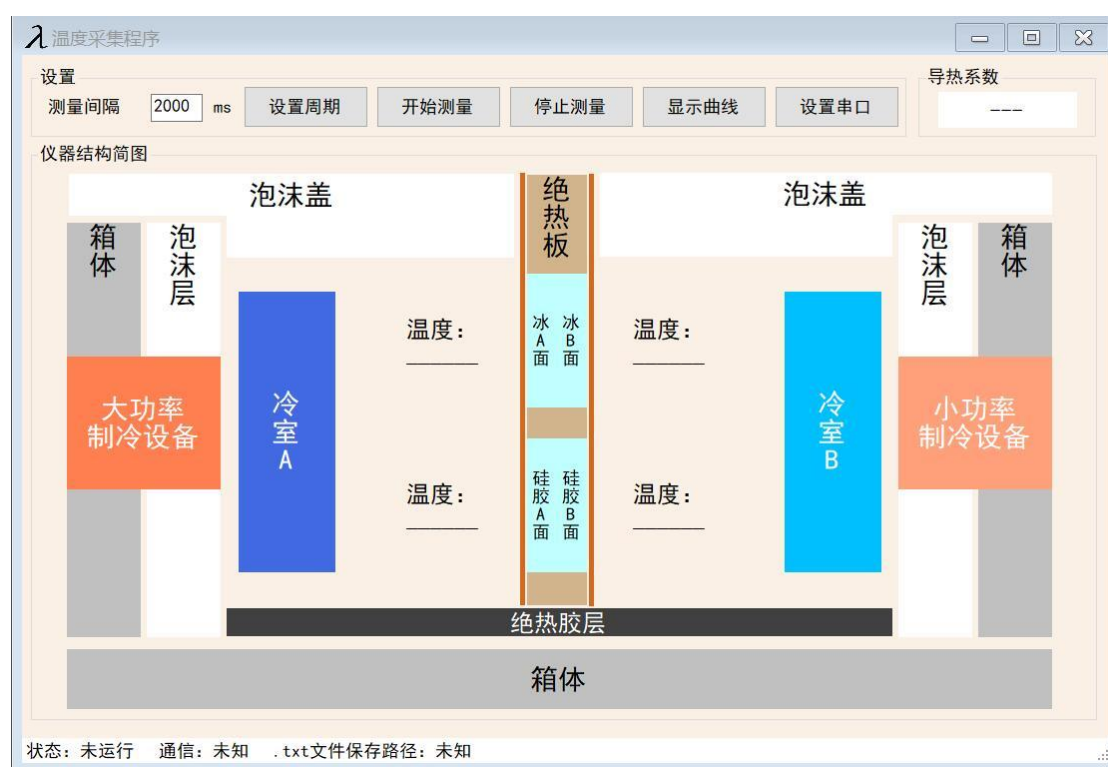 λ 温度采集程序
设置
导热系数
测量间隔 2000 ms 设置周期 开始测量 停止测量 显示曲线 设置串口 ---
仪器结构简图
泡沫盖
绝热板
泡沫盖
箱体
泡沫层
泡沫层
箱体
温度:
冰A面
冰B面
温度:
大功率
制冷设备
冷室A
冷室B
小功率
制冷设备
温度:
硅胶A面
硅胶B面
温度:
绝热胶层
箱体
状态: 未运行 通信: 未知 .txt文件保存路径: 未知